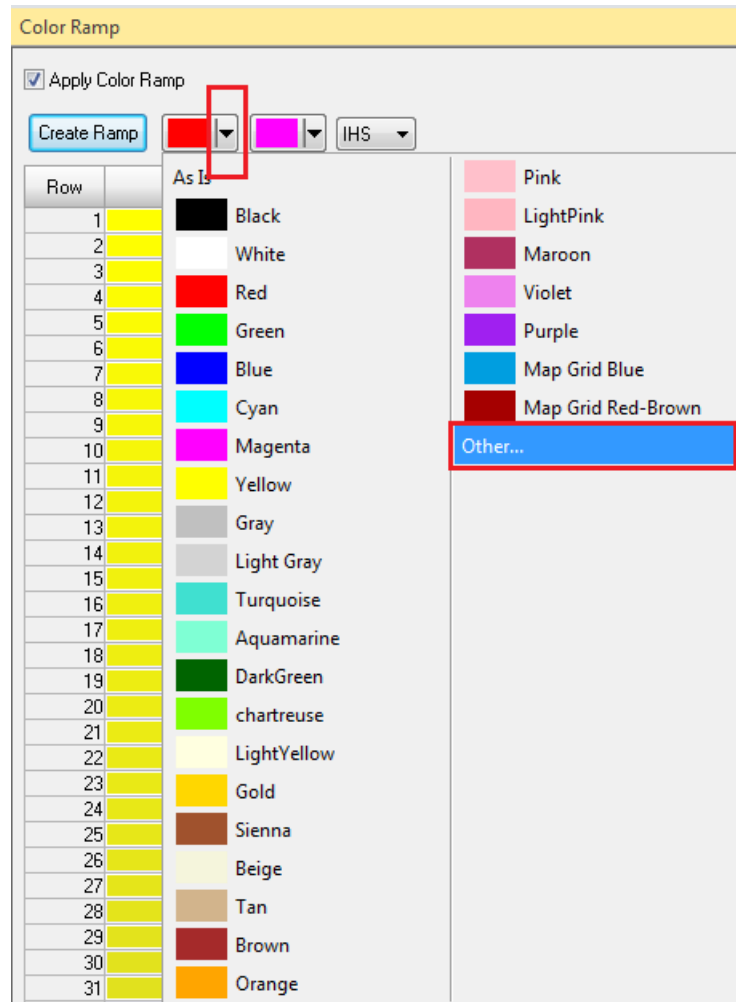 Color Ramp
Apply Color Ramp
Create Ramp
IHS
Row
1
2
3
4
5
6
7
8
9
10
11
12
13
14
15
16
17
18
19
20
21
22
23
24
25
26
27
28
29
30
31
As Is
Black
White
Red
Green
Blue
Cyan
Magenta
Yellow
Gray
Light Gray
Turquoise
Aquamarine
DarkGreen
chartreuse
LightYellow
Gold
Sienna
Beige
Tan
Brown
Orange
Pink
LightPink
Maroon
Violet
Purple
Map Grid Blue
Map Grid Red-Brown
Other...